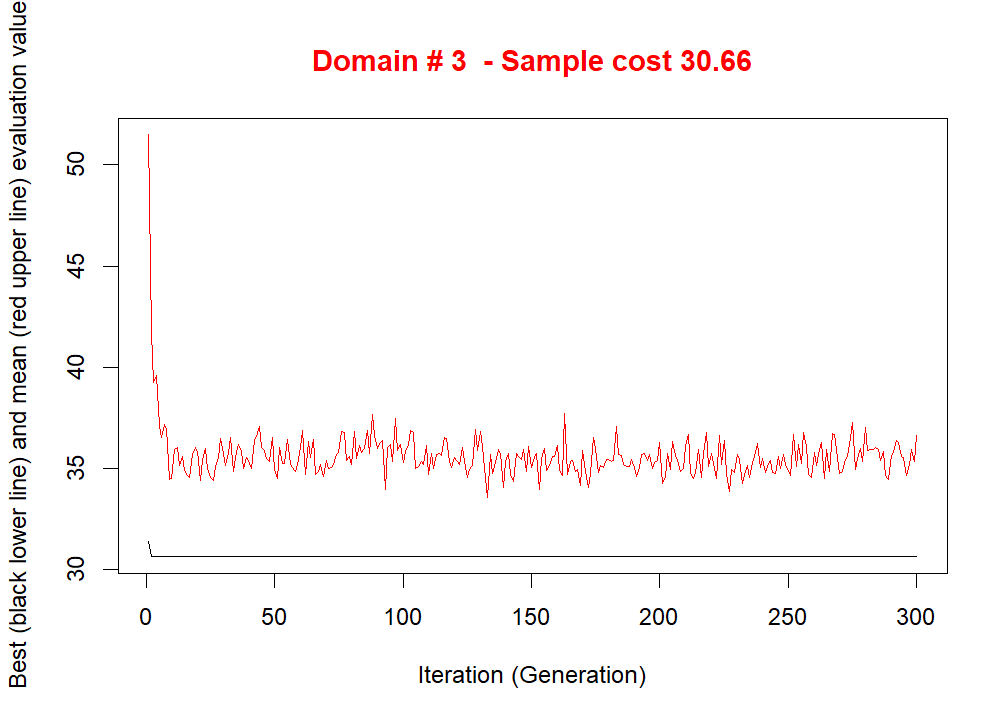 Domain # 3  - Sample cost 30.66
Best (black lower line) and mean (red upper line) evaluation value
50
45
40
35
30
0 50 100 150 200 250 300
Iteration (Generation)